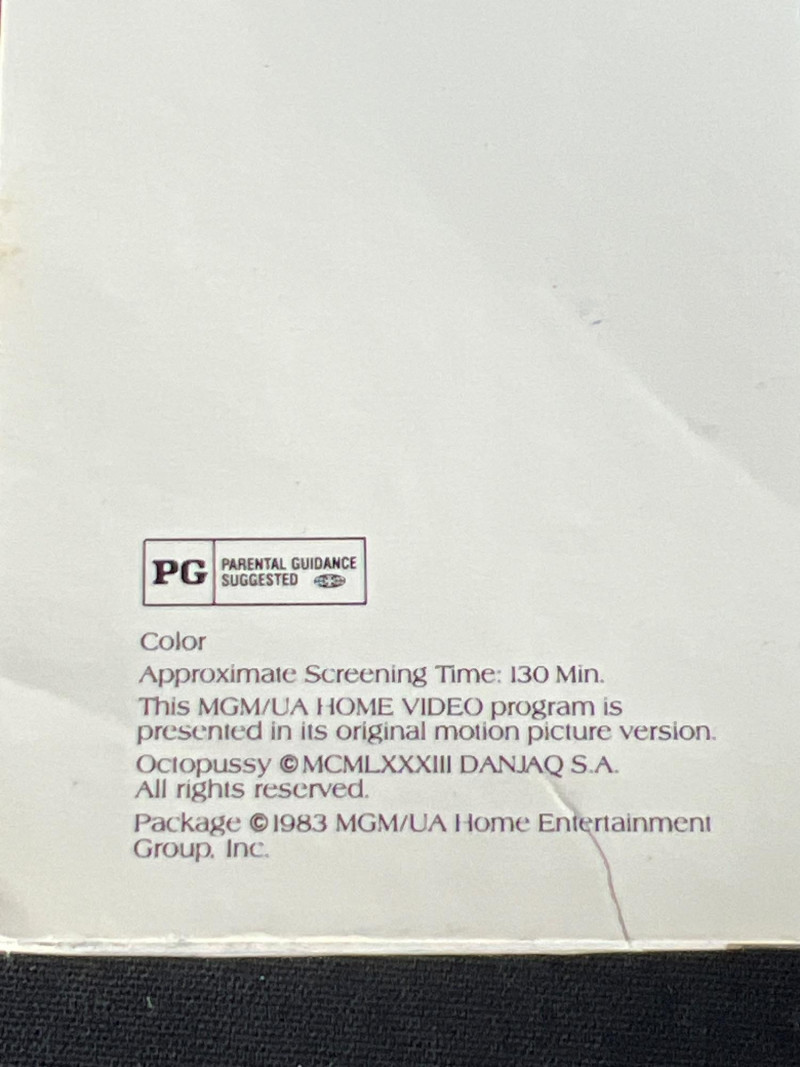 PG PARENTAL GUIDANCE
SUGGESTED
Color
Approximate Screening Time: 130 Min.
This MGM/UA HOME VIDEO program is
presented in its original motion picture version.
Octopussy ©MCMLXXXIII DANJAQ S.A.
All rights reserved.
Package ©1983 MGM/UA Home Entertainment
Group, Inc.